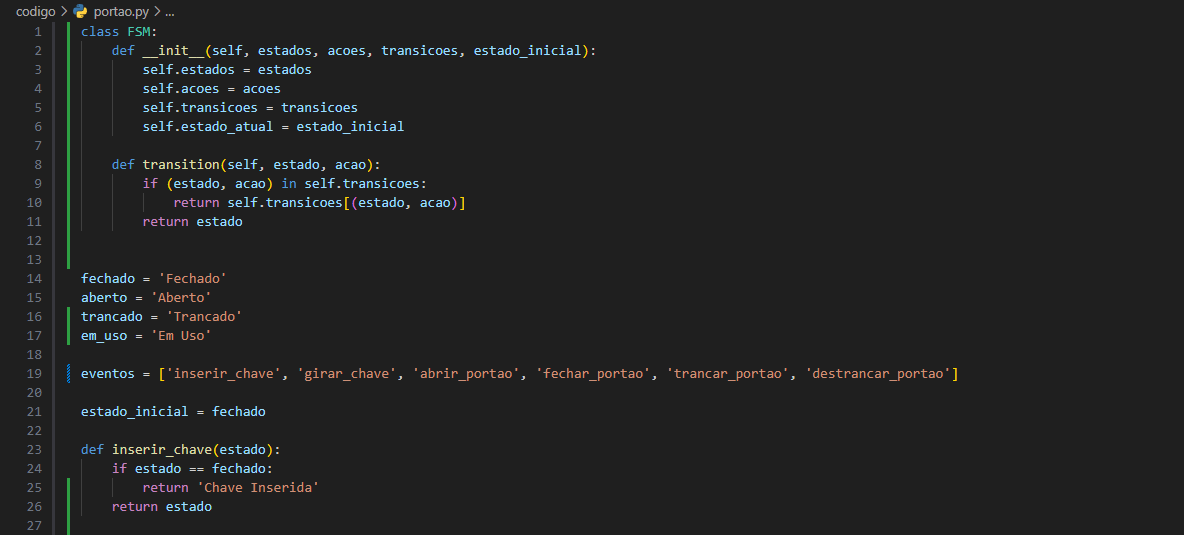 codigo > portao.py > ...
1 class FSM:
2     def __init__(self, estados, acoes, transicoes, estado_inicial):
3         self.estados = estados
4         self.acoes = acoes
5         self.transicoes = transicoes
6         self.estado_atual = estado_inicial
7
8     def transition(self, estado, acao):
9         if (estado, acao) in self.transicoes:
10             return self.transicoes[(estado, acao)]
11         return estado
12
13
14 fechado = 'Fechado'
15 aberto = 'Aberto'
16 trancado = 'Trancado'
17 em_uso = 'Em Uso'
18
19 eventos = ['inserir_chave', 'girar_chave', 'abrir_portao', 'fechar_portao', 'trancar_portao', 'destrancar_portao']
20
21 estado_inicial = fechado
22
23 def inserir_chave(estado):
24     if estado == fechado:
25         return 'Chave Inserida'
26     return estado
27